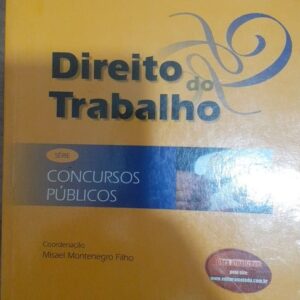 Direito do
Trabalho
SÉRIE
CONCURSOS
PÚBLICOS
Coordenação
Misael Montenegro Filho